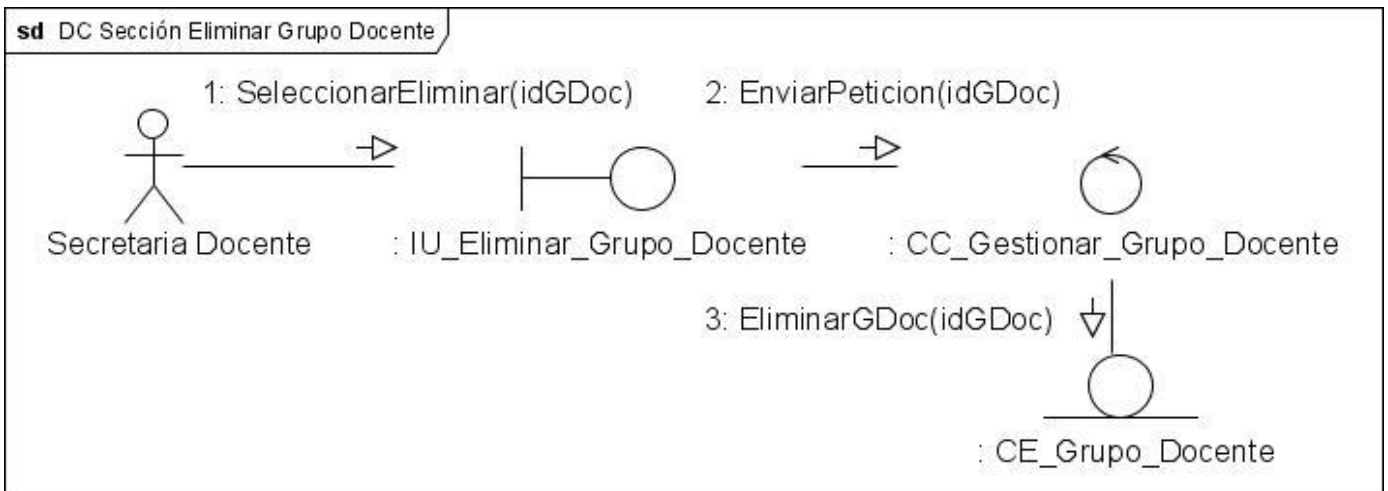 sd DC Sección Eliminar Grupo Docente
1: SeleccionarEliminar(idGDoc)
2: EnviarPeticion(idGDoc)
Secretaria Docente
: IU_Eliminar_Grupo_Docente
: CC_Gestionar_Grupo_Docente
3: EliminarGDoc(idGDoc)
: CE_Grupo_Docente